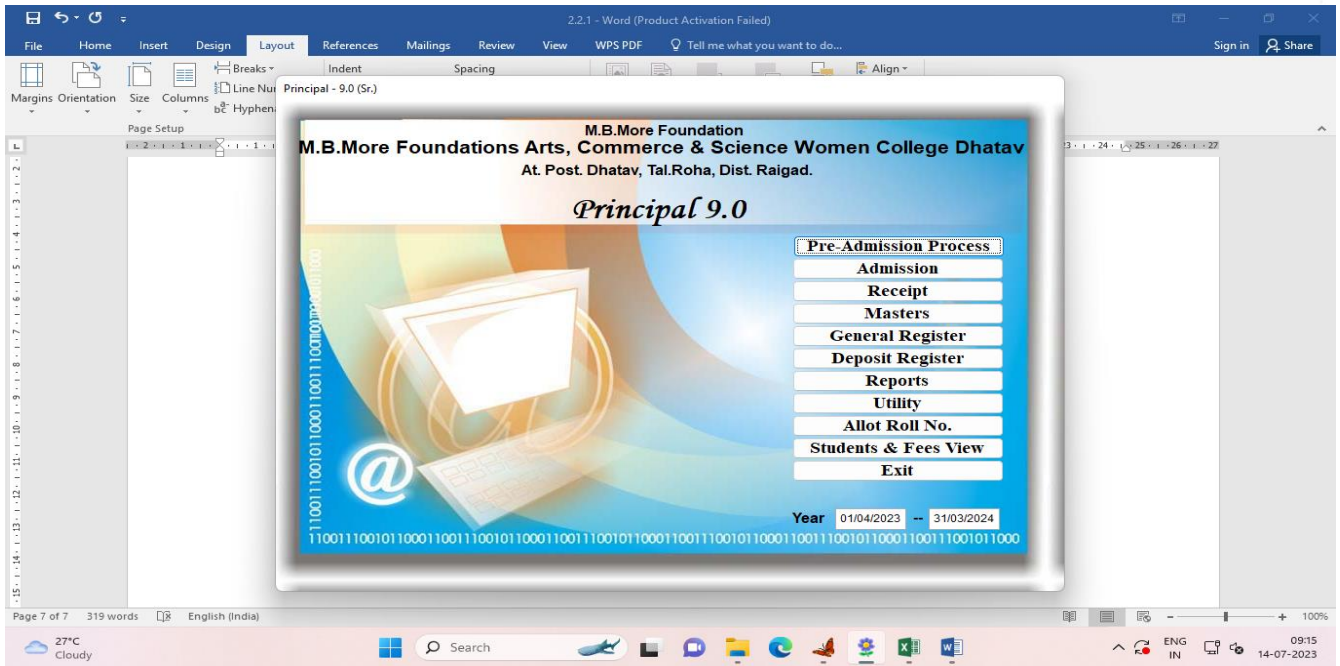 2.2.1 - Word (Product Activation Failed)
File Home Insert Design Layout References Mailings Review View WPS PDF Tell me what you want to do... Sign in Share
Margins Orientation Size Columns Breaks Line Nu Hyphen Indent Spacing Align
Page Setup
Principal - 9.0 (Sr.)
M.B.More Foundation
M.B.More Foundations Arts, Commerce & Science Women College Dhatav
At. Post. Dhatav, Tal.Roha, Dist. Raigad.
Principal 9.0
Pre-Admission Process
Admission
Receipt
Masters
General Register
Deposit Register
Reports
Utility
Allot Roll No.
Students & Fees View
Exit
Year 01/04/2023 -- 31/03/2024
@
Page 7 of 7 319 words English (India) 100%
27°C
Cloudy
Search
ENG
IN
09:15
14-07-2023